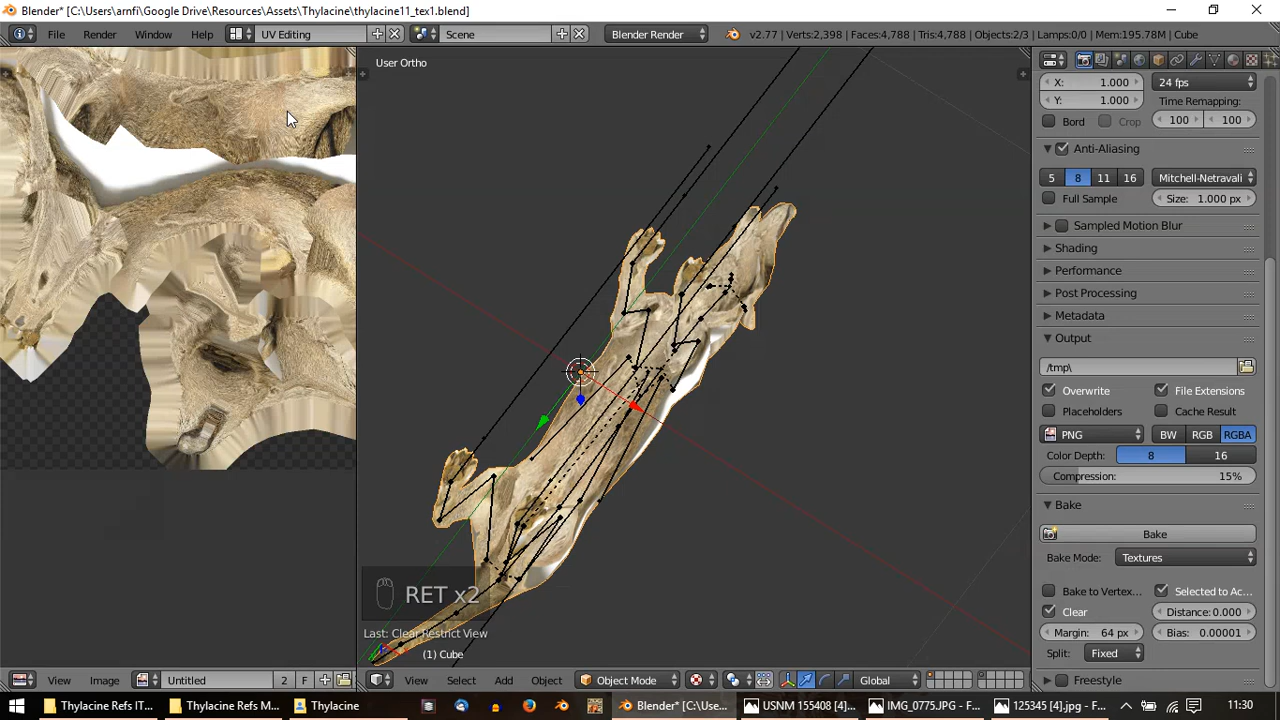 Blender* [C:\Users\arnfi\Google Drive\Resources\Assets\Thylacine\thylacine11_tex1.blend]
File Render Window Help UV Editing Scene Blender Render v2.77 | Verts:2,398 | Faces:4,788 | Tris:4,788 | Objects:2/3 | Lamps:0/0 | Mem:195.78M | Cube
User Ortho
X: 1.000 24 fps
Y: 1.000 Time Remapping:
Bord Crop 100 100
Anti-Aliasing
5 8 11 16 Mitchell-Netravali
Full Sample Size: 1.000 px
Sampled Motion Blur
Shading
Performance
Post Processing
Metadata
Output
/tmp\
Overwrite File Extensions
Placeholders Cache Result
PNG BW RGB RGBA
Color Depth: 8 16
Compression: 15%
Bake
Bake
Bake Mode: Textures
Bake to Vertex... Selected to Ac...
Clear Distance:0.000
Margin: 64 px Bias: 0.00001
Split: Fixed
Freestyle
RET x2
Last: Clear Restrict View
(1) Cube
View Image Untitled 2 F View Select Add Object Object Mode Global
Thylacine Refs IT... Thylacine Refs M... Thylacine Blender* [C:\Use... USNM 155408 [4]... IMG_0775.JPG - F... 125345 [4].jpg - F... 11:30